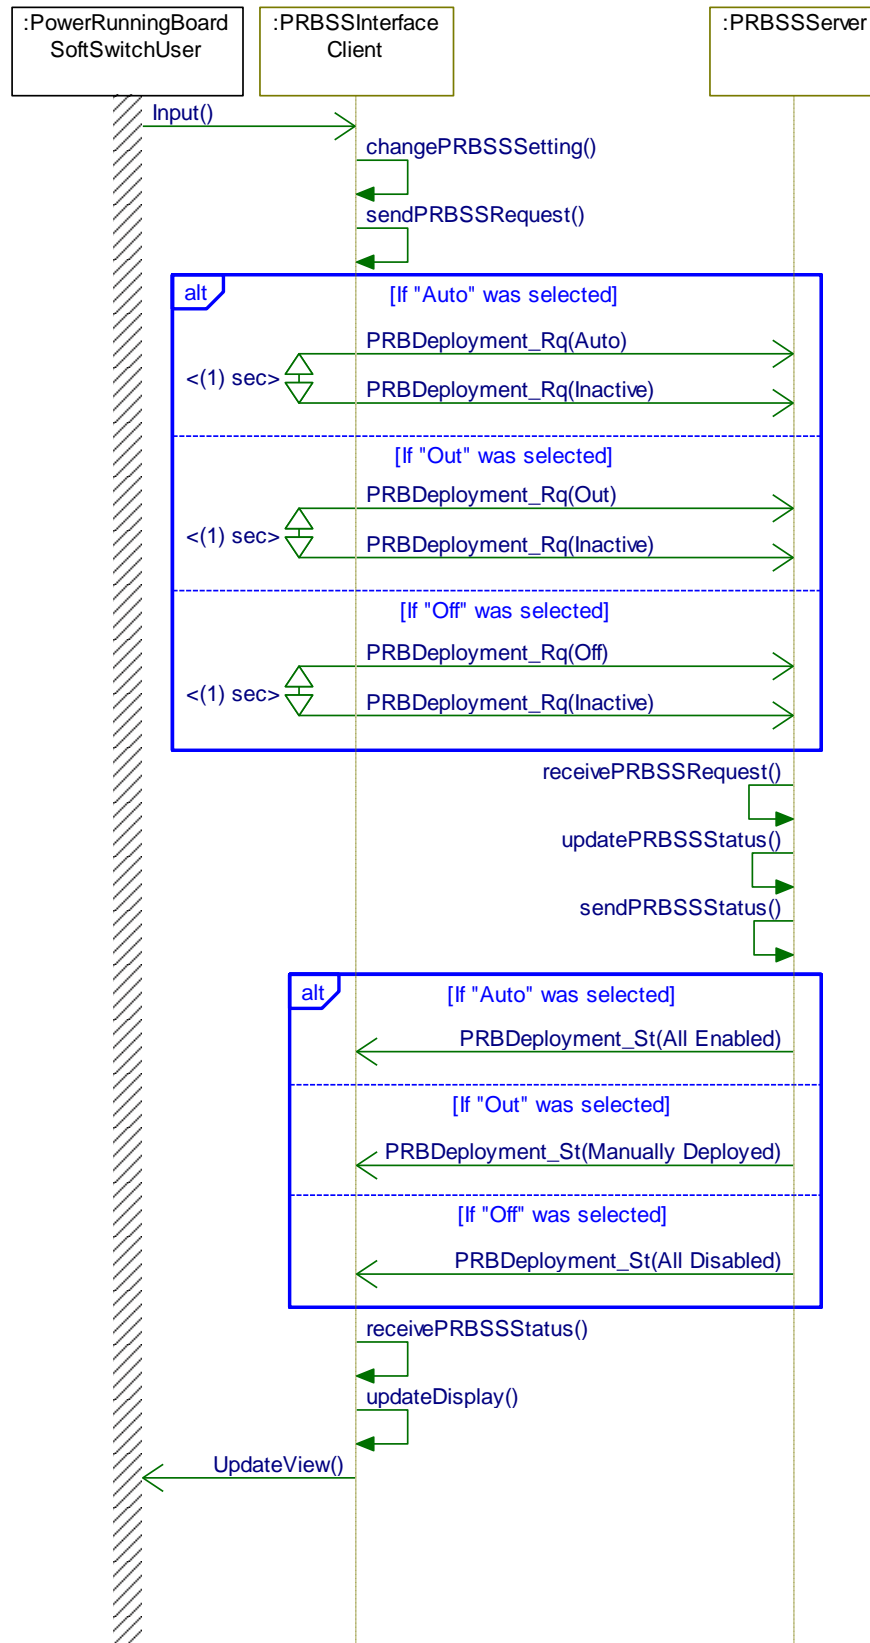 :PowerRunningBoard
SoftSwitchUser
:PRBSSInterface
Client
:PRBSSServer
Input()
changePRBSSSetting()
sendPRBSSRequest()
alt
[If "Auto" was selected]
PRBDeployment_Rq(Auto)
<(1) sec>
PRBDeployment_Rq(Inactive)
[If "Out" was selected]
PRBDeployment_Rq(Out)
<(1) sec>
PRBDeployment_Rq(Inactive)
[If "Off" was selected]
PRBDeployment_Rq(Off)
<(1) sec>
PRBDeployment_Rq(Inactive)
receivePRBSSRequest()
updatePRBSSStatus()
sendPRBSSStatus()
alt
[If "Auto" was selected]
PRBDeployment_St(All Enabled)
[If "Out" was selected]
PRBDeployment_St(Manually Deployed)
[If "Off" was selected]
PRBDeployment_St(All Disabled)
receivePRBSSStatus()
updateDisplay()
UpdateView()